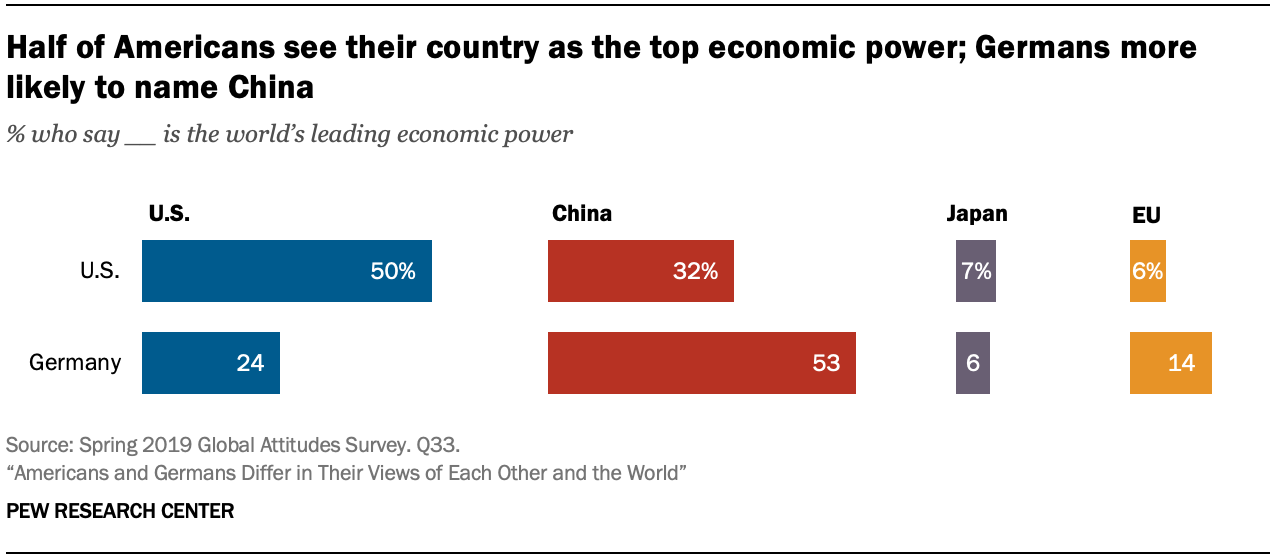 Half of Americans see their country as the top economic power; Germans more
likely to name China
% who say __ is the world’s leading economic power
U.S. China Japan EU
U.S. 50% 32% 7% 6%
Germany 24 53 6 14
Source: Spring 2019 Global Attitudes Survey. Q33.
“Americans and Germans Differ in Their Views of Each Other and the World”
PEW RESEARCH CENTER